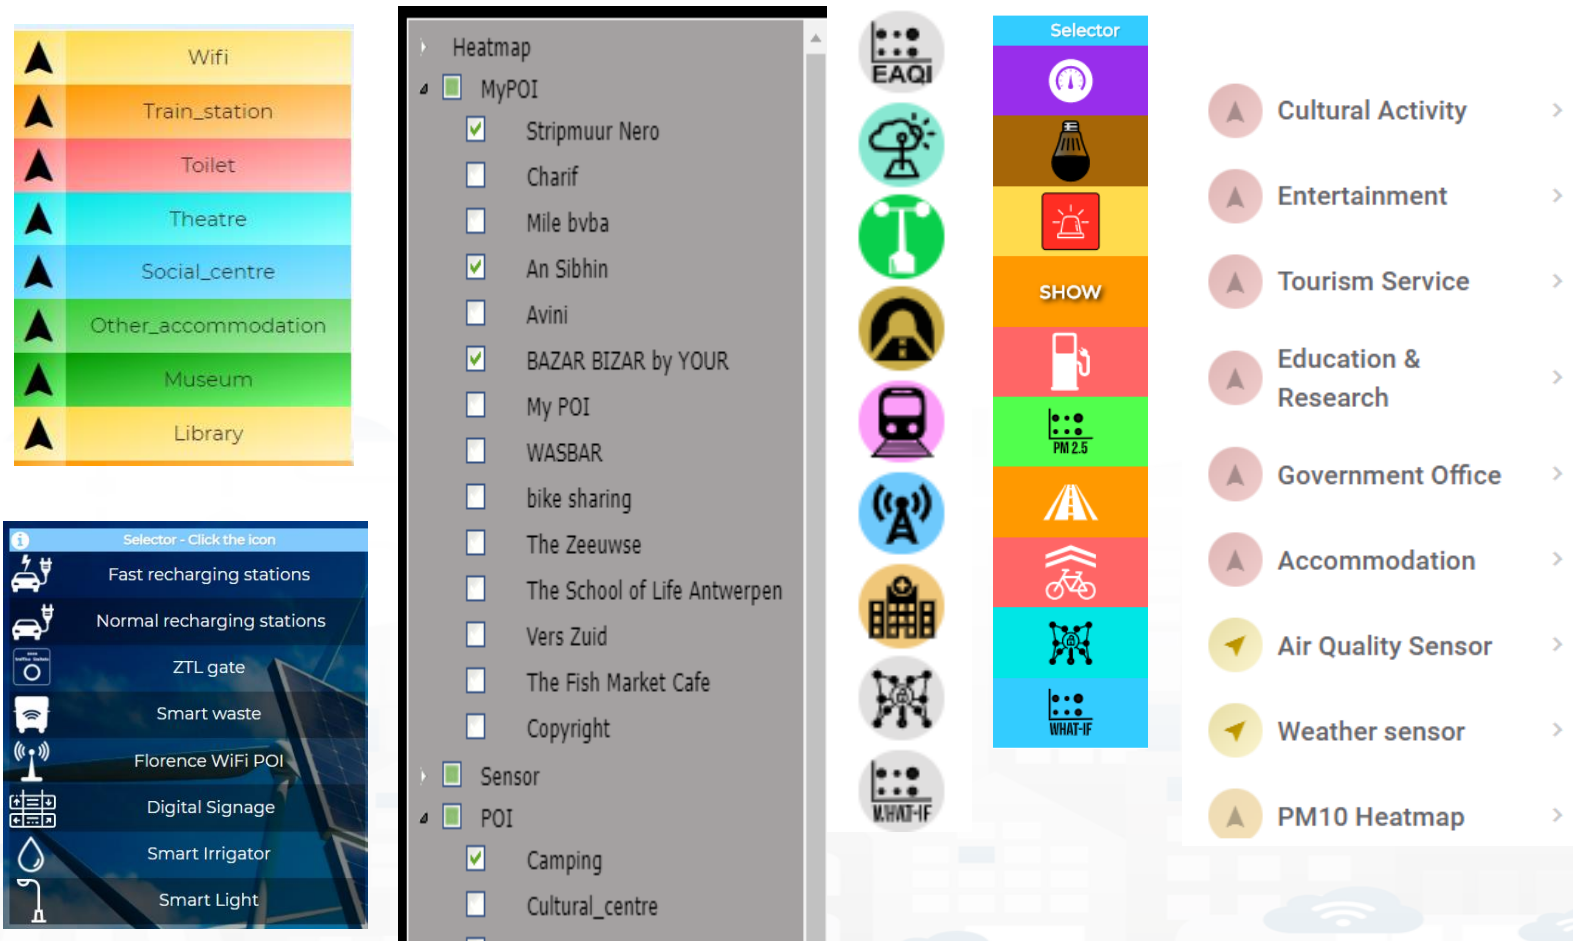 Wifi
Train_station
Toilet
Theatre
Social_centre
Other_accommodation
Museum
Library
Selector - Click the icon
Fast recharging stations
Normal recharging stations
ZTL gate
Smart waste
Florence WiFi POI
Digital Signage
Smart Irrigator
Smart Light
Heatmap
MyPOI
Stripmuur Nero
Charif
Mile bvba
An Sibhin
Avini
BAZAR BIZAR by YOUR
My POI
WASBAR
bike sharing
The Zeeuwse
The School of Life Antwerpen
Vers Zuid
The Fish Market Cafe
Copyright
Sensor
POI
Camping
Cultural_centre
EAQI
WHAT-IF
Selector
SHOW
PM 2.5
WHAT-IF
Cultural Activity
Entertainment
Tourism Service
Education &
Research
Government Office
Accommodation
Air Quality Sensor
Weather sensor
PM10 Heatmap